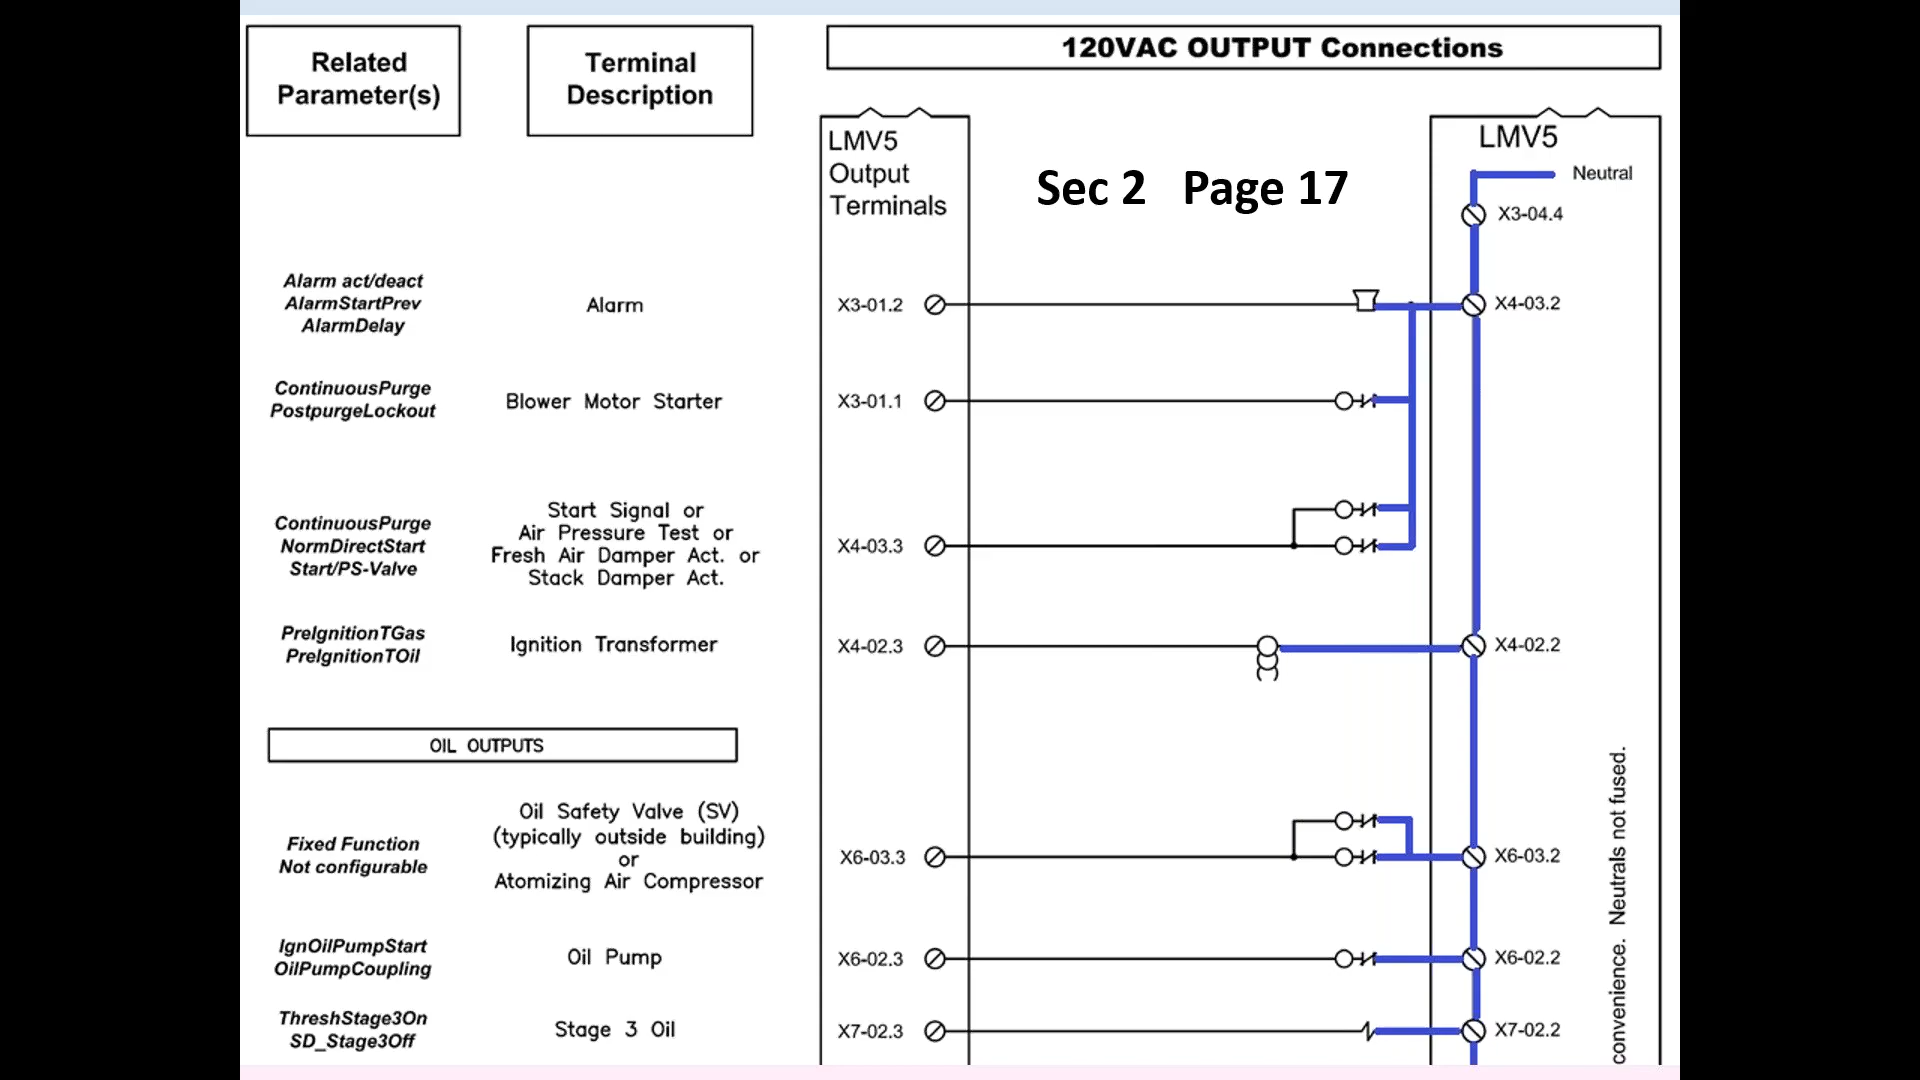 Related
Parameter(s)
Terminal
Description
120VAC OUTPUT Connections
LMV5
Output
Terminals
Sec 2 Page 17
LMV5
Neutral
X3-04.4
Alarm act/deact
AlarmStartPrev
AlarmDelay
Alarm
X3-01.2
X4-03.2
ContinuousPurge
PostpurgeLockout
Blower Motor Starter
X3-01.1
ContinuousPurge
NormDirectStart
Start/PS-Valve
Start Signal or
Air Pressure Test or
Fresh Air Damper Act. or
Stack Damper Act.
X4-03.3
PreIgnitionTGas
PreIgnitionTOil
Ignition Transformer
X4-02.3
X4-02.2
OIL OUTPUTS
Fixed Function
Not configurable
Oil Safety Valve (SV)
(typically outside building)
or
Atomizing Air Compressor
X6-03.3
X6-03.2
IgnOilPumpStart
OilPumpCoupling
Oil Pump
X6-02.3
X6-02.2
ThreshStage3On
SD_Stage3Off
Stage 3 Oil
X7-02.3
X7-02.2
convenience. Neutrals not fused.